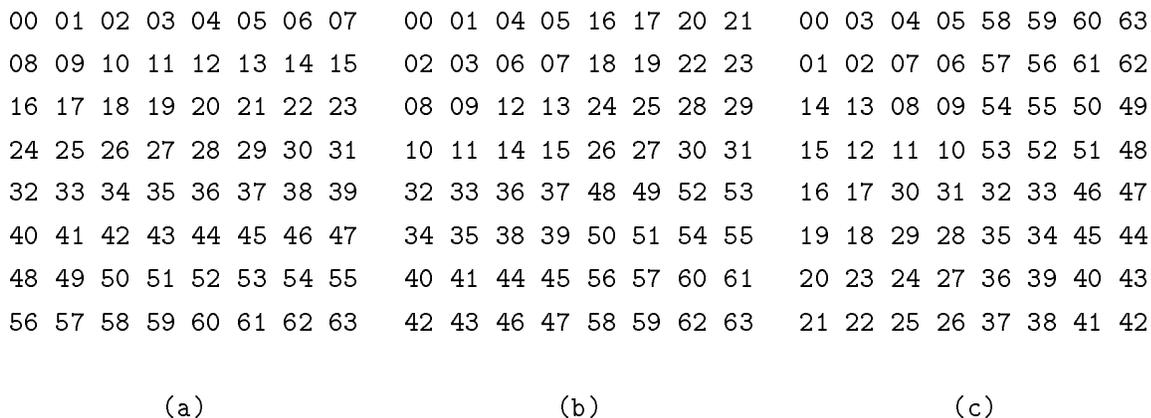 00 01 02 03 04 05 06 07 00 01 04 05 16 17 20 21 00 03 04 05 58 59 60 63
08 09 10 11 12 13 14 15 02 03 06 07 18 19 22 23 01 02 07 06 57 56 61 62
16 17 18 19 20 21 22 23 08 09 12 13 24 25 28 29 14 13 08 09 54 55 50 49
24 25 26 27 28 29 30 31 10 11 14 15 26 27 30 31 15 12 11 10 53 52 51 48
32 33 34 35 36 37 38 39 32 33 36 37 48 49 52 53 16 17 30 31 32 33 46 47
40 41 42 43 44 45 46 47 34 35 38 39 50 51 54 55 19 18 29 28 35 34 45 44
48 49 50 51 52 53 54 55 40 41 44 45 56 57 60 61 20 23 24 27 36 39 40 43
56 57 58 59 60 61 62 63 42 43 46 47 58 59 62 63 21 22 25 26 37 38 41 42
(a) (b) (c)